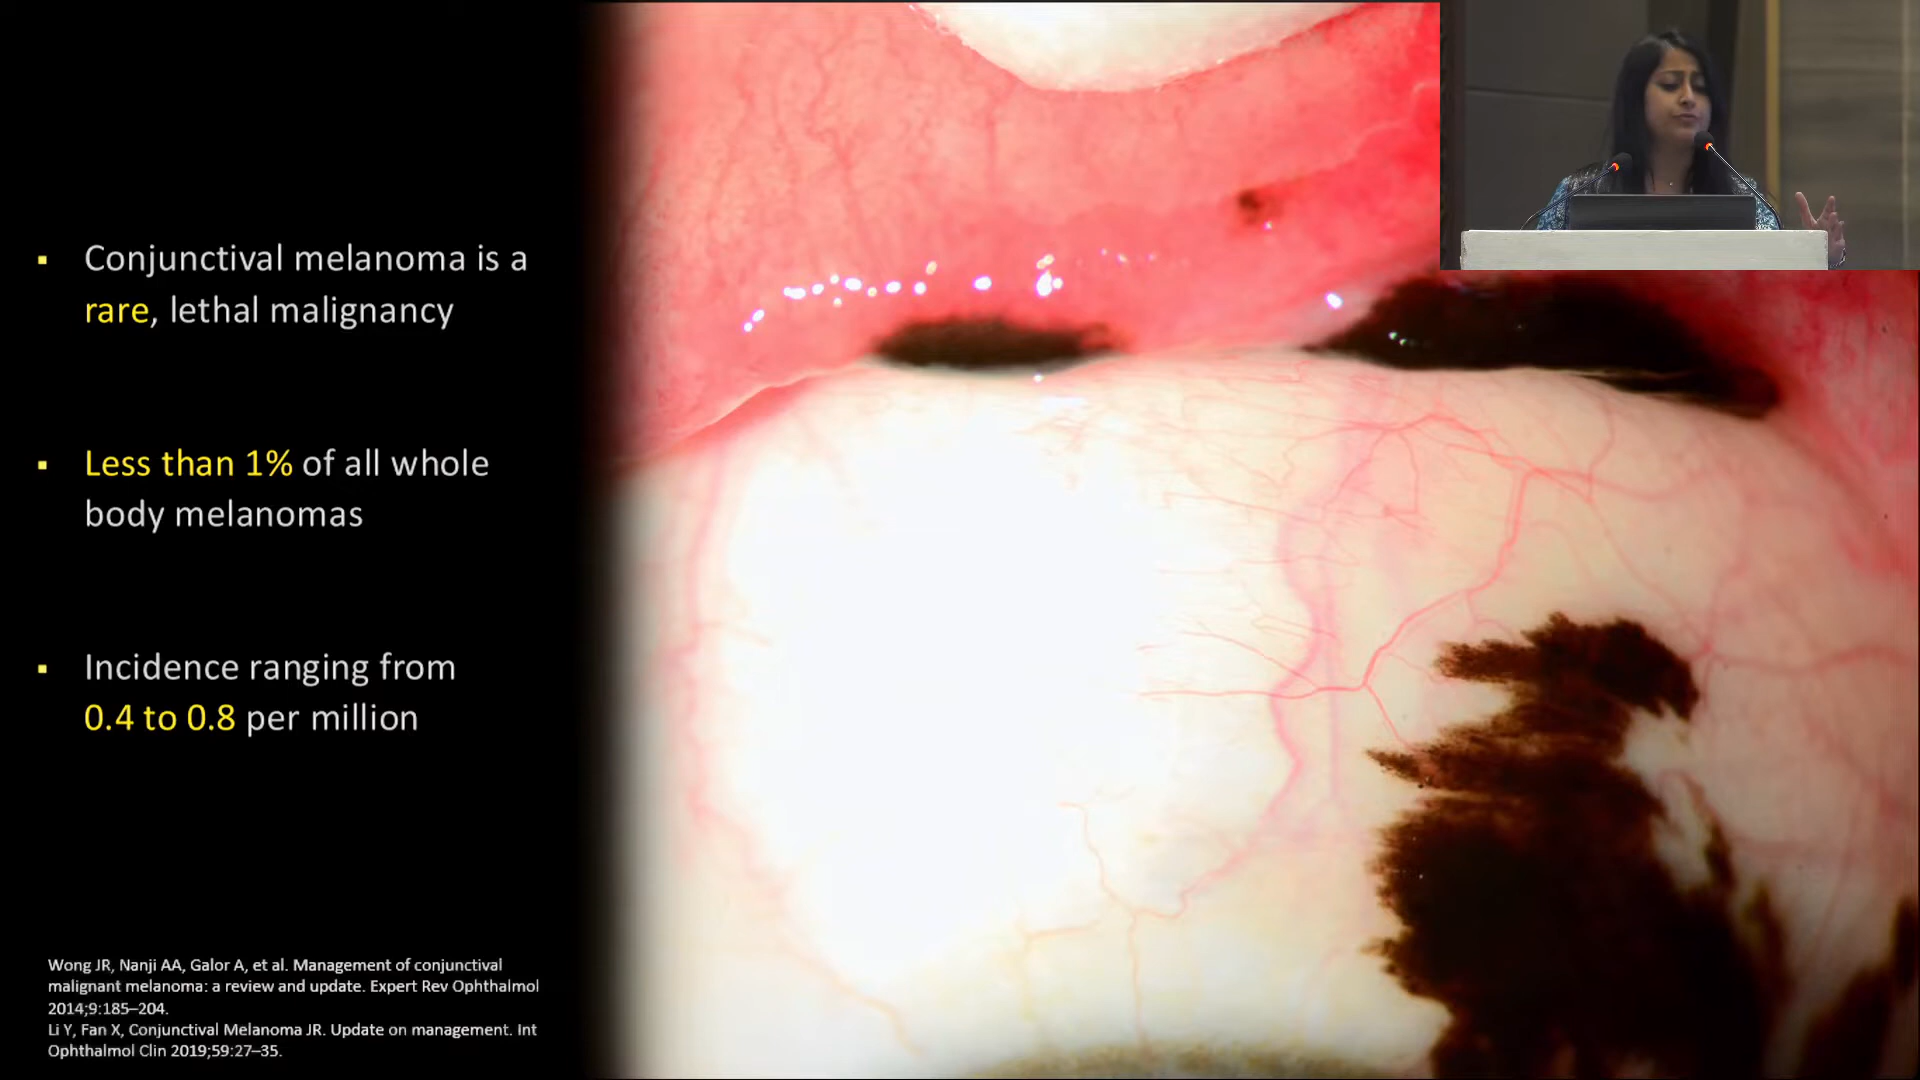 Conjunctival melanoma is a
rare, lethal malignancy
Less than 1% of all whole
body melanomas
Incidence ranging from
0.4 to 0.8 per million
Wong JR, Nanji AA, Galor A, et al. Management of conjunctival
malignant melanoma: a review and update. Expert Rev Ophthalmol
2014;9:185–204.
Li Y, Fan X, Conjunctival Melanoma JR. Update on management. Int
Ophthalmol Clin 2019;59:27–35.